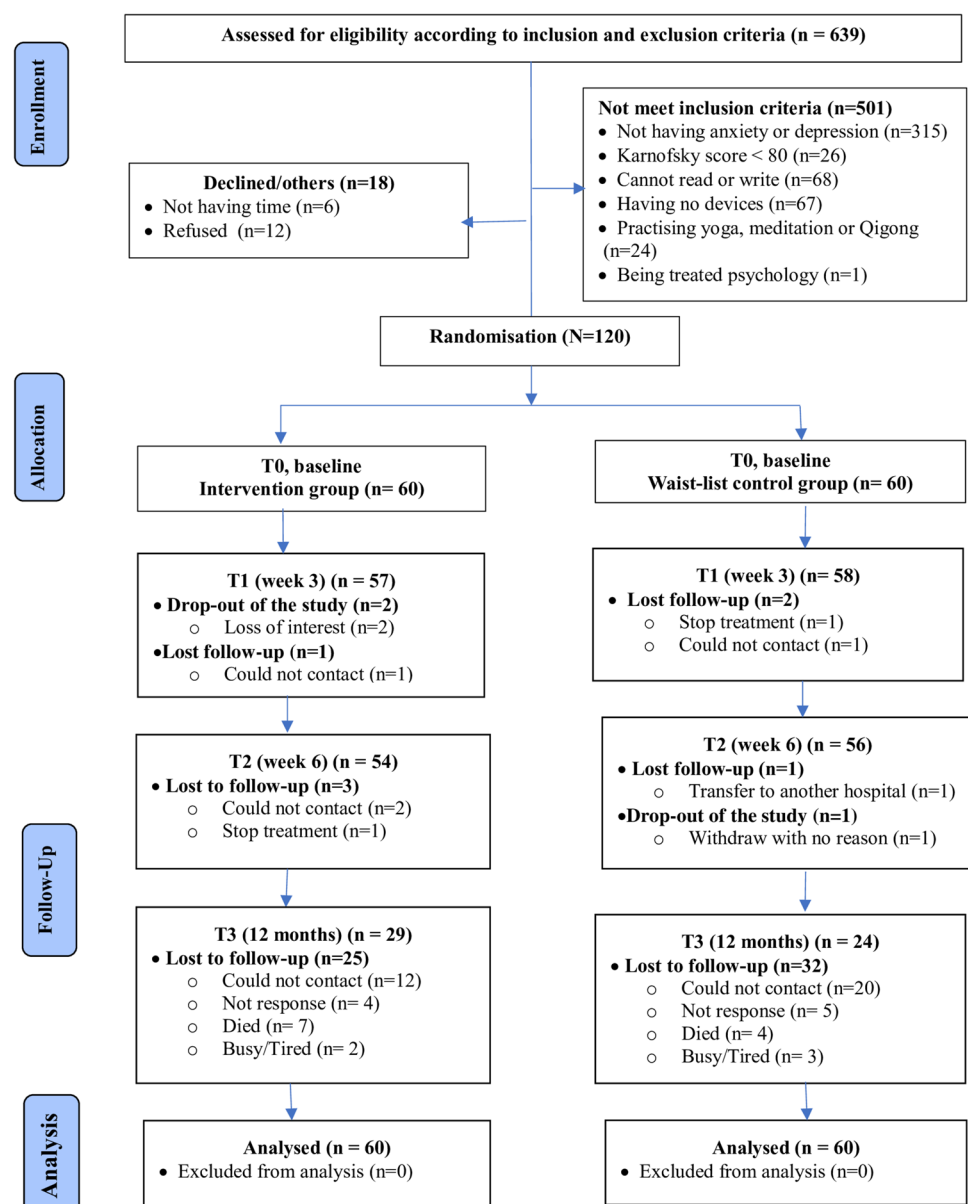 Enrollment
Assessed for eligibility according to inclusion and exclusion criteria (n = 639)
Not meet inclusion criteria (n=501)
• Not having anxiety or depression (n=315)
• Karnofsky score < 80 (n=26)
• Cannot read or write (n=68)
• Having no devices (n=67)
• Practising yoga, meditation or Qigong
(n=24)
• Being treated psychology (n=1)
Declined/others (n=18)
• Not having time (n=6)
• Refused (n=12)
Randomisation (N=120)
Allocation
T0, baseline
Intervention group (n= 60)
T0, baseline
Waist-list control group (n= 60)
T1 (week 3) (n = 57)
• Drop-out of the study (n=2)
o Loss of interest (n=2)
•Lost follow-up (n=1)
o Could not contact (n=1)
T1 (week 3) (n = 58)
• Lost follow-up (n=2)
o Stop treatment (n=1)
o Could not contact (n=1)
Follow-Up
T2 (week 6) (n = 54)
• Lost to follow-up (n=3)
o Could not contact (n=2)
o Stop treatment (n=1)
T2 (week 6) (n = 56)
• Lost follow-up (n=1)
o Transfer to another hospital (n=1)
•Drop-out of the study (n=1)
o Withdraw with no reason (n=1)
T3 (12 months) (n = 29)
• Lost to follow-up (n=25)
o Could not contact (n=12)
o Not response (n= 4)
o Died (n= 7)
o Busy/Tired (n= 2)
T3 (12 months) (n = 24)
• Lost to follow-up (n=32)
o Could not contact (n=20)
o Not response (n= 5)
o Died (n= 4)
o Busy/Tired (n= 3)
Analysis
Analysed (n = 60)
• Excluded from analysis (n=0)
Analysed (n = 60)
• Excluded from analysis (n=0)